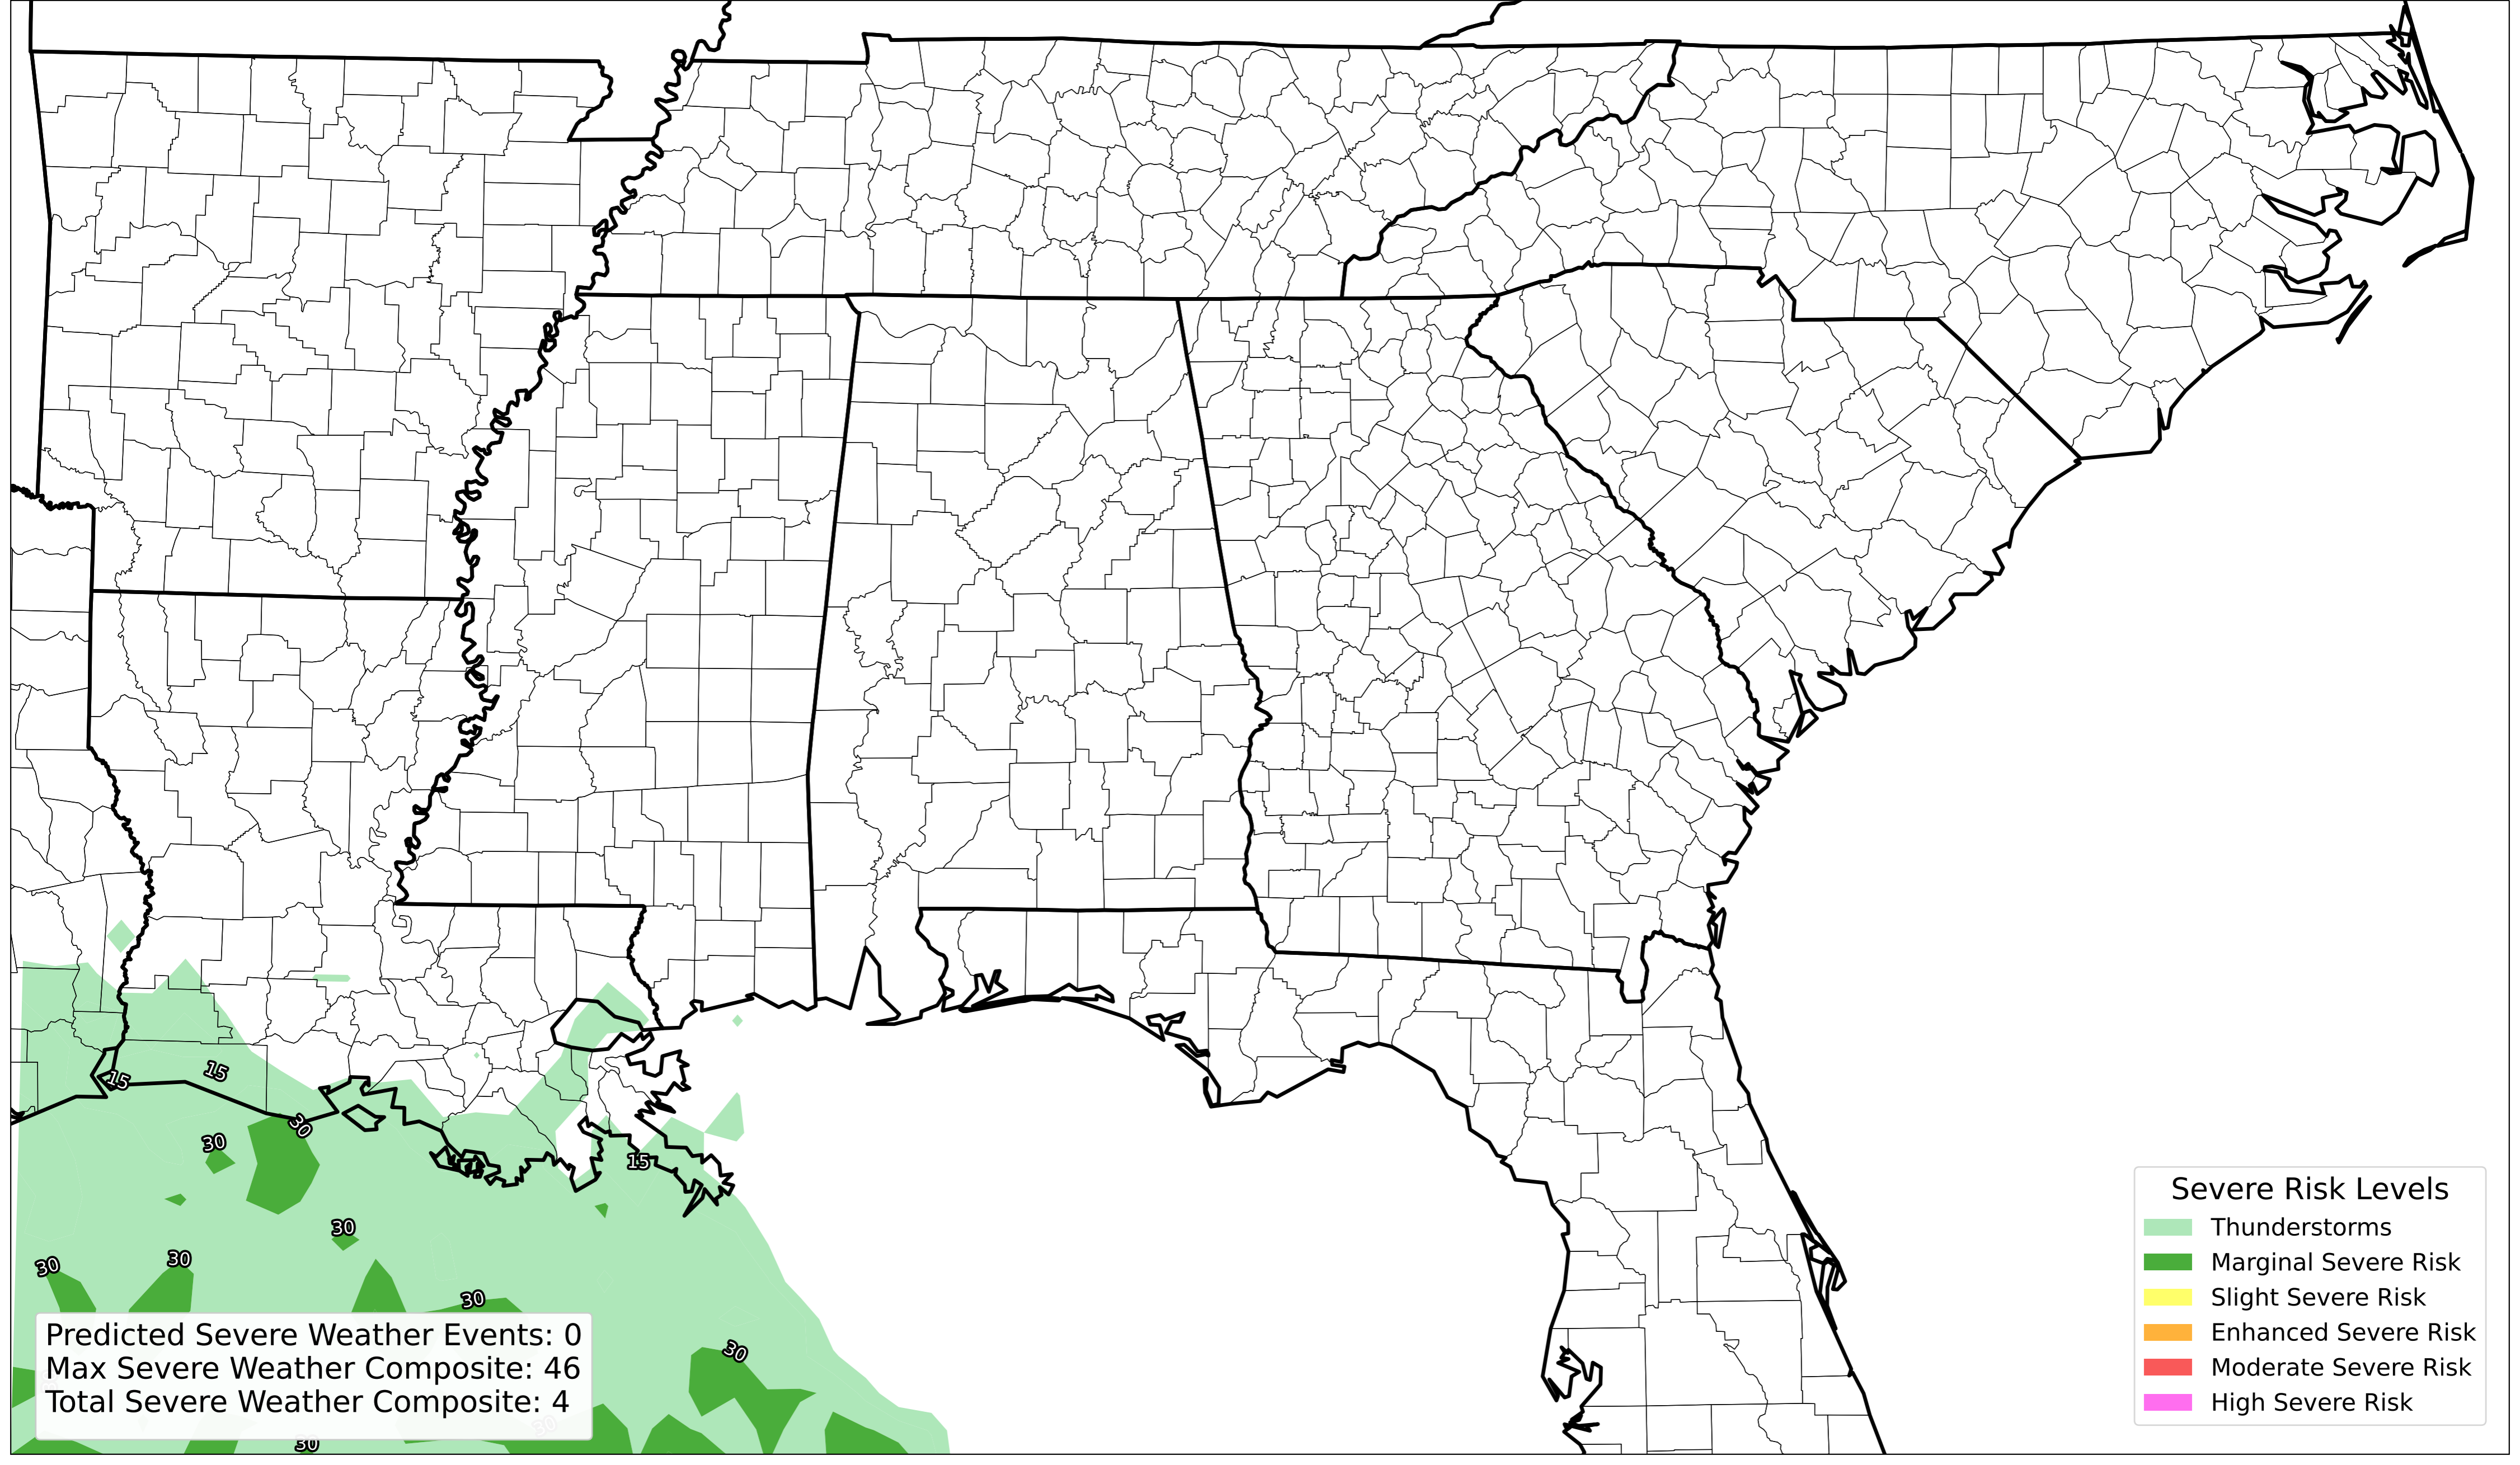 15
15
30
30
15
30
30
30
30
30
30
30
Predicted Severe Weather Events: 0
Max Severe Weather Composite: 46
Total Severe Weather Composite: 4
Severe Risk Levels
Thunderstorms
Marginal Severe Risk
Slight Severe Risk
Enhanced Severe Risk
Moderate Severe Risk
High Severe Risk